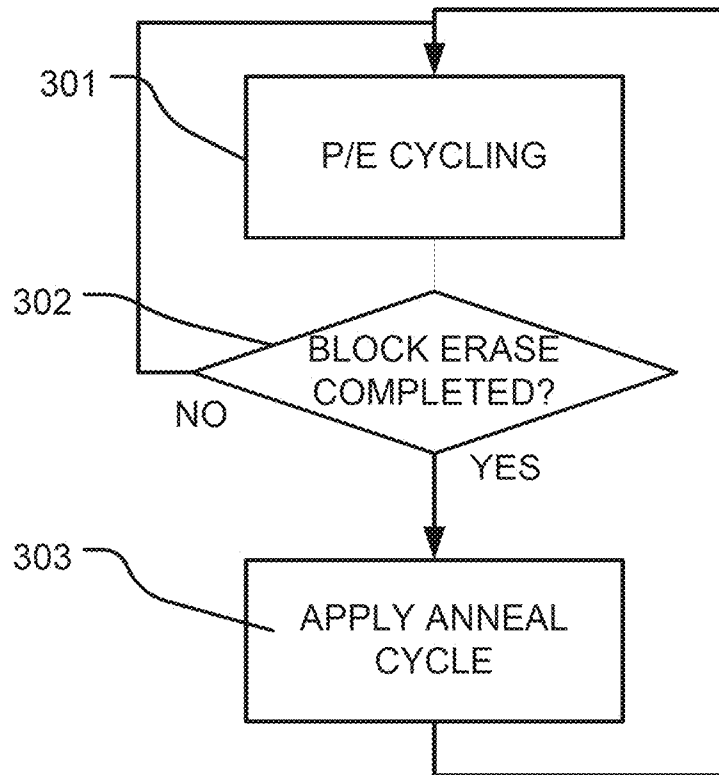 301
P/E CYCLING
302
BLOCK ERASE
COMPLETED?
NO
YES
303
APPLY ANNEAL
CYCLE